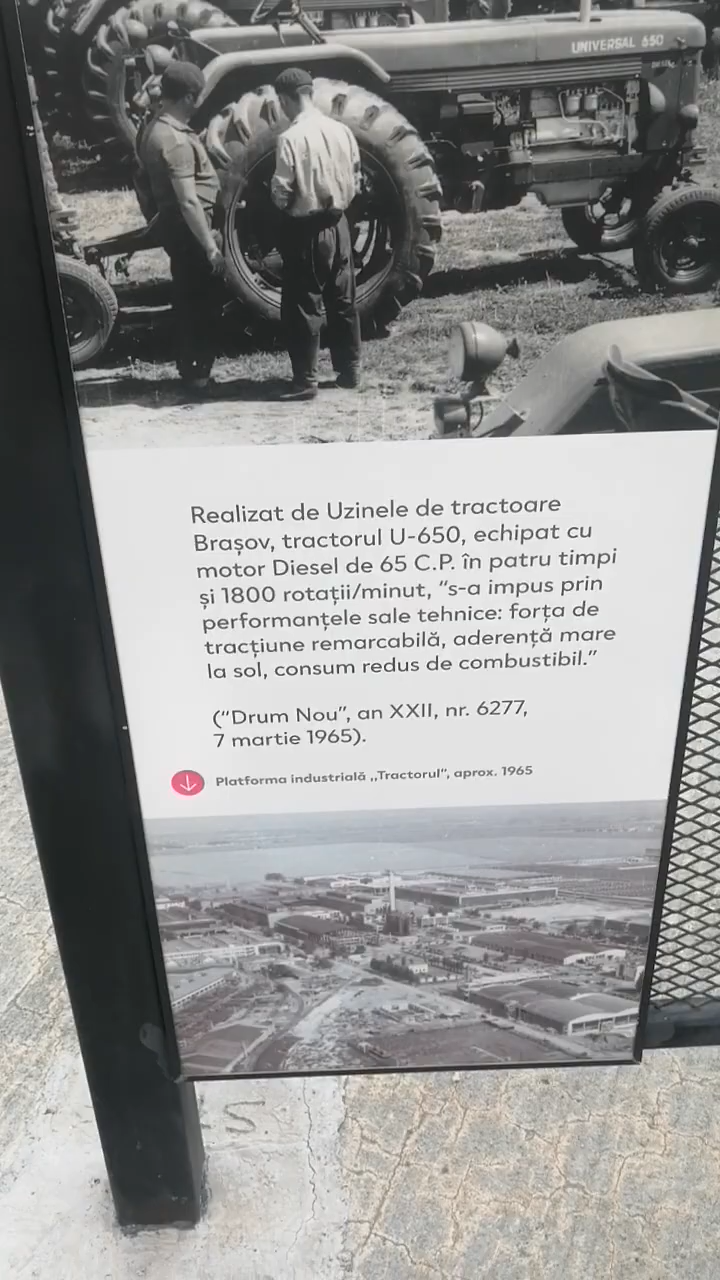 UNIVERSAL 650
Realizat de Uzinele de tractoare
Brașov, tractorul U-650, echipat cu
motor Diesel de 65 C.P. în patru timpi
și 1800 rotații/minut, “s-a impus prin
performanțele sale tehnice: forța de
tracțiune remarcabilă, aderență mare
la sol, consum redus de combustibil.”
(“Drum Nou”, an XXII, nr. 6277,
7 martie 1965).
Platforma industrială „Tractorul”, aprox. 1965
S.